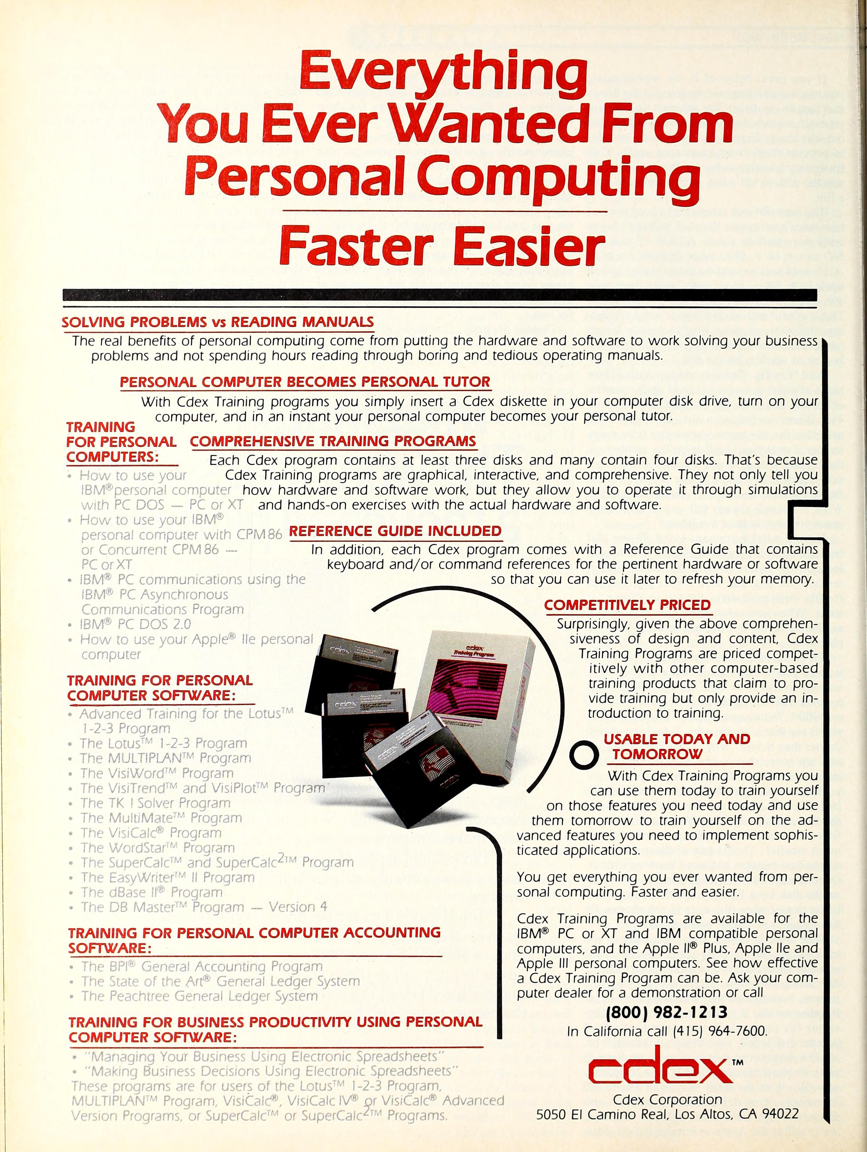 Everything
You Ever Wanted From
Personal Computing
Faster Easier
SOLVING PROBLEMS vs READING MANUALS
The real benefits of personal computing come from putting the hardware and software to work solving your business
problems and not spending hours reading through boring and tedious operating manuals.
PERSONAL COMPUTER BECOMES PERSONAL TUTOR
With Cdex Training programs you simply insert a Cdex diskette in your computer disk drive, turn on your
computer, and in an instant your personal computer becomes your personal tutor.
COMPREHENSIVE TRAINING PROGRAMS
Each Cdex program contains at least three disks and many contain four disks. That's because
Cdex Training programs are graphical, interactive, and comprehensive. They not only tell you
how hardware and software work, but they allow you to operate it through simulations
and hands-on exercises with the actual hardware and software.
REFERENCE GUIDE INCLUDED
In addition, each Cdex program comes with a Reference Guide that contains
keyboard and/or command references for the pertinent hardware or software
so that you can use it later to refresh your memory.
TRAINING
FOR PERSONAL
COMPUTERS:
• How to use your
IBM® personal computer
with PC DOS — PC or XT
• How to use your IBM®
personal computer with CPM 86
or Concurrent CPM 86 —
PC or XT
• IBM® PC communications using the
IBM® PC Asynchronous
Communications Program
• IBM® PC DOS 2.0
• How to use your Apple® IIe personal
computer
TRAINING FOR PERSONAL
COMPUTER SOFTWARE:
• Advanced Training for the Lotus™
1-2-3 Program
• The Lotus™ 1-2-3 Program
• The MULTIPLAN™ Program
• The VisiWord™ Program
• The VisiTrend™ and VisiPlot™ Program
• The TK ! Solver Program
• The MultiMate™ Program
• The VisiCalc® Program
• The WordStar™ Program
• The SuperCalc™ and SuperCalc2™ Program
• The EasyWriter™ II Program
• The dBase II® Program
• The DB Master™ Program — Version 4
TRAINING FOR PERSONAL COMPUTER ACCOUNTING
SOFTWARE:
• The BPI® General Accounting Program
• The State of the Art® General Ledger System
• The Peachtree General Ledger System
TRAINING FOR BUSINESS PRODUCTIVITY USING PERSONAL
COMPUTER SOFTWARE:
• "Managing Your Business Using Electronic Spreadsheets"
• "Making Business Decisions Using Electronic Spreadsheets"
These programs are for users of the Lotus™ 1-2-3 Program,
MULTIPLAN™ Program, VisiCalc®, VisiCalc IV® or VisiCalc® Advanced
Version Programs, or SuperCalc™ or SuperCalc2™ Programs.
cdex
Training Program
cdex
cdex
cdex
COMPETITIVELY PRICED
Surprisingly, given the above comprehen-
siveness of design and content, Cdex
Training Programs are priced compet-
itively with other computer-based
training products that claim to pro-
vide training but only provide an in-
troduction to training.
USABLE TODAY AND
TOMORROW
With Cdex Training Programs you
can use them today to train yourself
on those features you need today and use
them tomorrow to train yourself on the ad-
vanced features you need to implement sophis-
ticated applications.
You get everything you ever wanted from per-
sonal computing. Faster and easier.
Cdex Training Programs are available for the
IBM® PC or XT and IBM compatible personal
computers, and the Apple II® Plus, Apple IIe and
Apple III personal computers. See how effective
a Cdex Training Program can be. Ask your com-
puter dealer for a demonstration or call
(800) 982-1213
In California call (415) 964-7600.
cdex™
Cdex Corporation
5050 El Camino Real, Los Altos, CA 94022